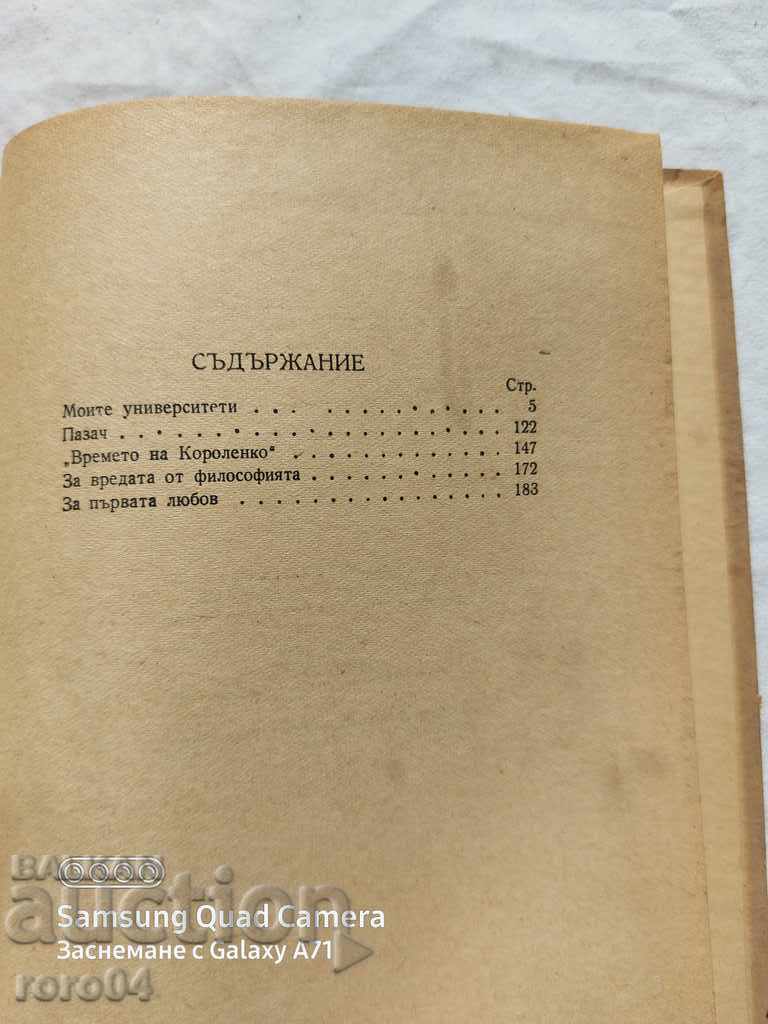 СЪДЪРЖАНИЕ
Стр.
Моите университети . . . . . . . . . . . . . 5
Пазач . . . . . . . . . . . . . . . . . . . 122
„Времето на Короленко“ . . . . . . . . . . . 147
За вредата от философията . . . . . . . . . . 172
За първата любов . . . . . . . . . . . . . . 183
БАЛКАН
auction
Samsung Quad Camera
Заснемане с Galaxy A71
roro04